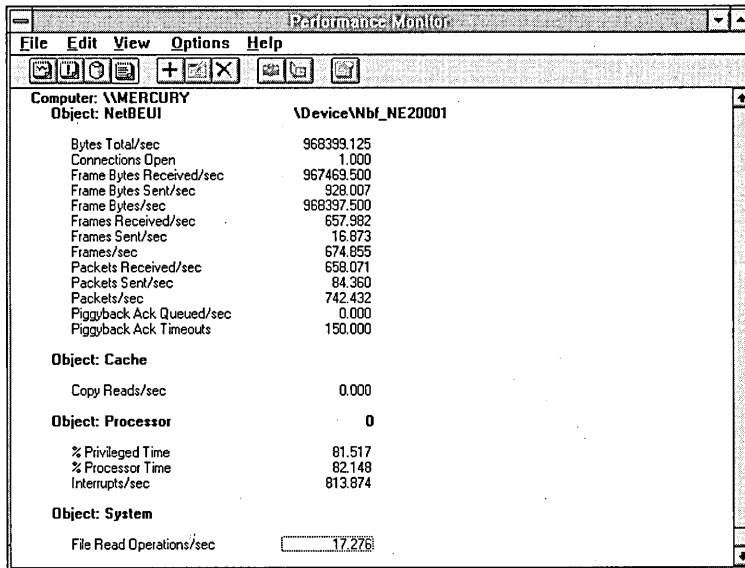 Performance Monitor
File Edit View Options Help
Computer: \\MERCURY
Object: NetBEUI \Device\Nbf_NE20001
Bytes Total/sec 968399.125
Connections Open 1.000
Frame Bytes Received/sec 967469.500
Frame Bytes Sent/sec 928.007
Frame Bytes/sec 968397.500
Frames Received/sec 657.982
Frames Sent/sec 16.873
Frames/sec 674.855
Packets Received/sec 658.071
Packets Sent/sec 84.360
Packets/sec 742.432
Piggyback Ack Queued/sec 0.000
Piggyback Ack Timeouts 150.000
Object: Cache
Copy Reads/sec 0.000
Object: Processor 0
% Privileged Time 81.517
% Processor Time 82.148
Interrupts/sec 813.874
Object: System
File Read Operations/sec 17.276